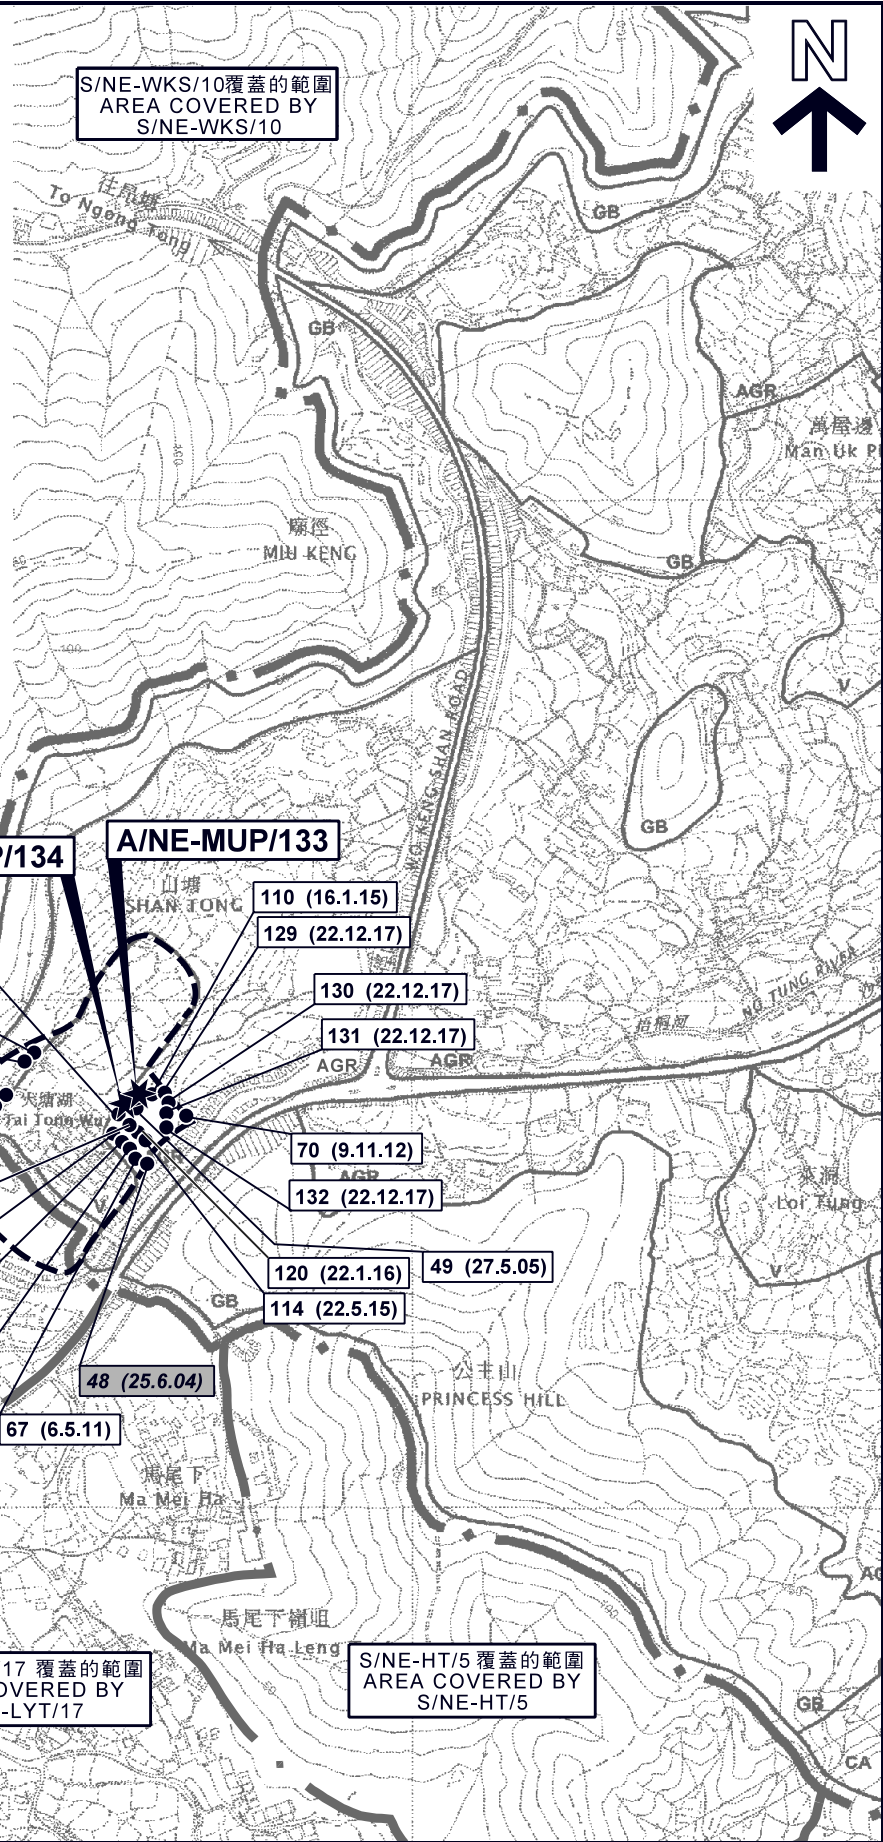 N
S/NE-WKS/10覆蓋的範圍
AREA COVERED BY
S/NE-WKS/10
To Ngong Tong
GB
GB
AGR
萬屋邊
廟徑
MIU KENG
GB
V
WO KENG SHAN ROAD
GB
/134
A/NE-MUP/133
山塘
SHAN TONG
110 (16.1.15)
129 (22.12.17)
130 (22.12.17)
131 (22.12.17)
梧桐河
NG TUNG RIVER
AGR
AGR
大塘湖
Tai Tong Wu
70 (9.11.12)
AGR
132 (22.12.17)
萊洞
Loi Tung
V
V
120 (22.1.16)
49 (27.5.05)
GB
114 (22.5.15)
48 (25.6.04)
公主山
PRINCESS HILL
67 (6.5.11)
馬尾下
Ma Mei Ha
馬尾下嶺咀
Ma Mei Ha Leng
17 覆蓋的範圍
OVERED BY
-LYT/17
S/NE-HT/5 覆蓋的範圍
AREA COVERED BY
S/NE-HT/5
GB
CA